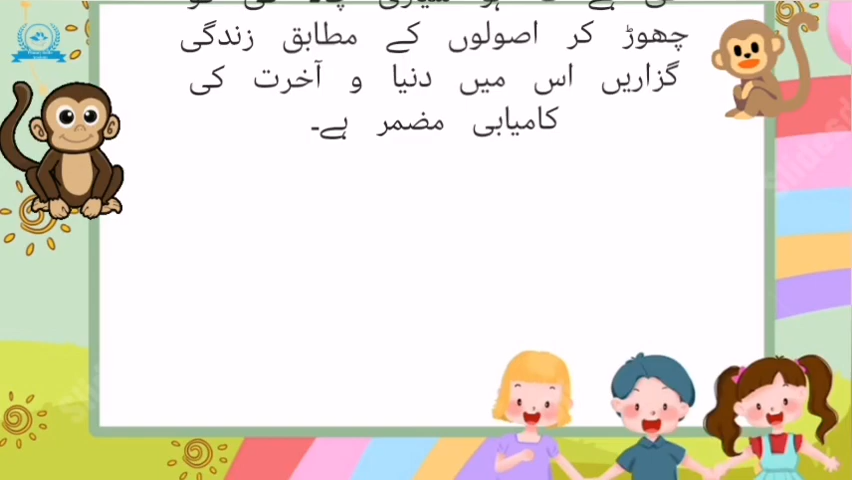 چھوڑ کر اصولوں کے مطابق زندگی
گزاریں اس میں دنیا و آخرت کی
کامیابی مضمر ہے۔